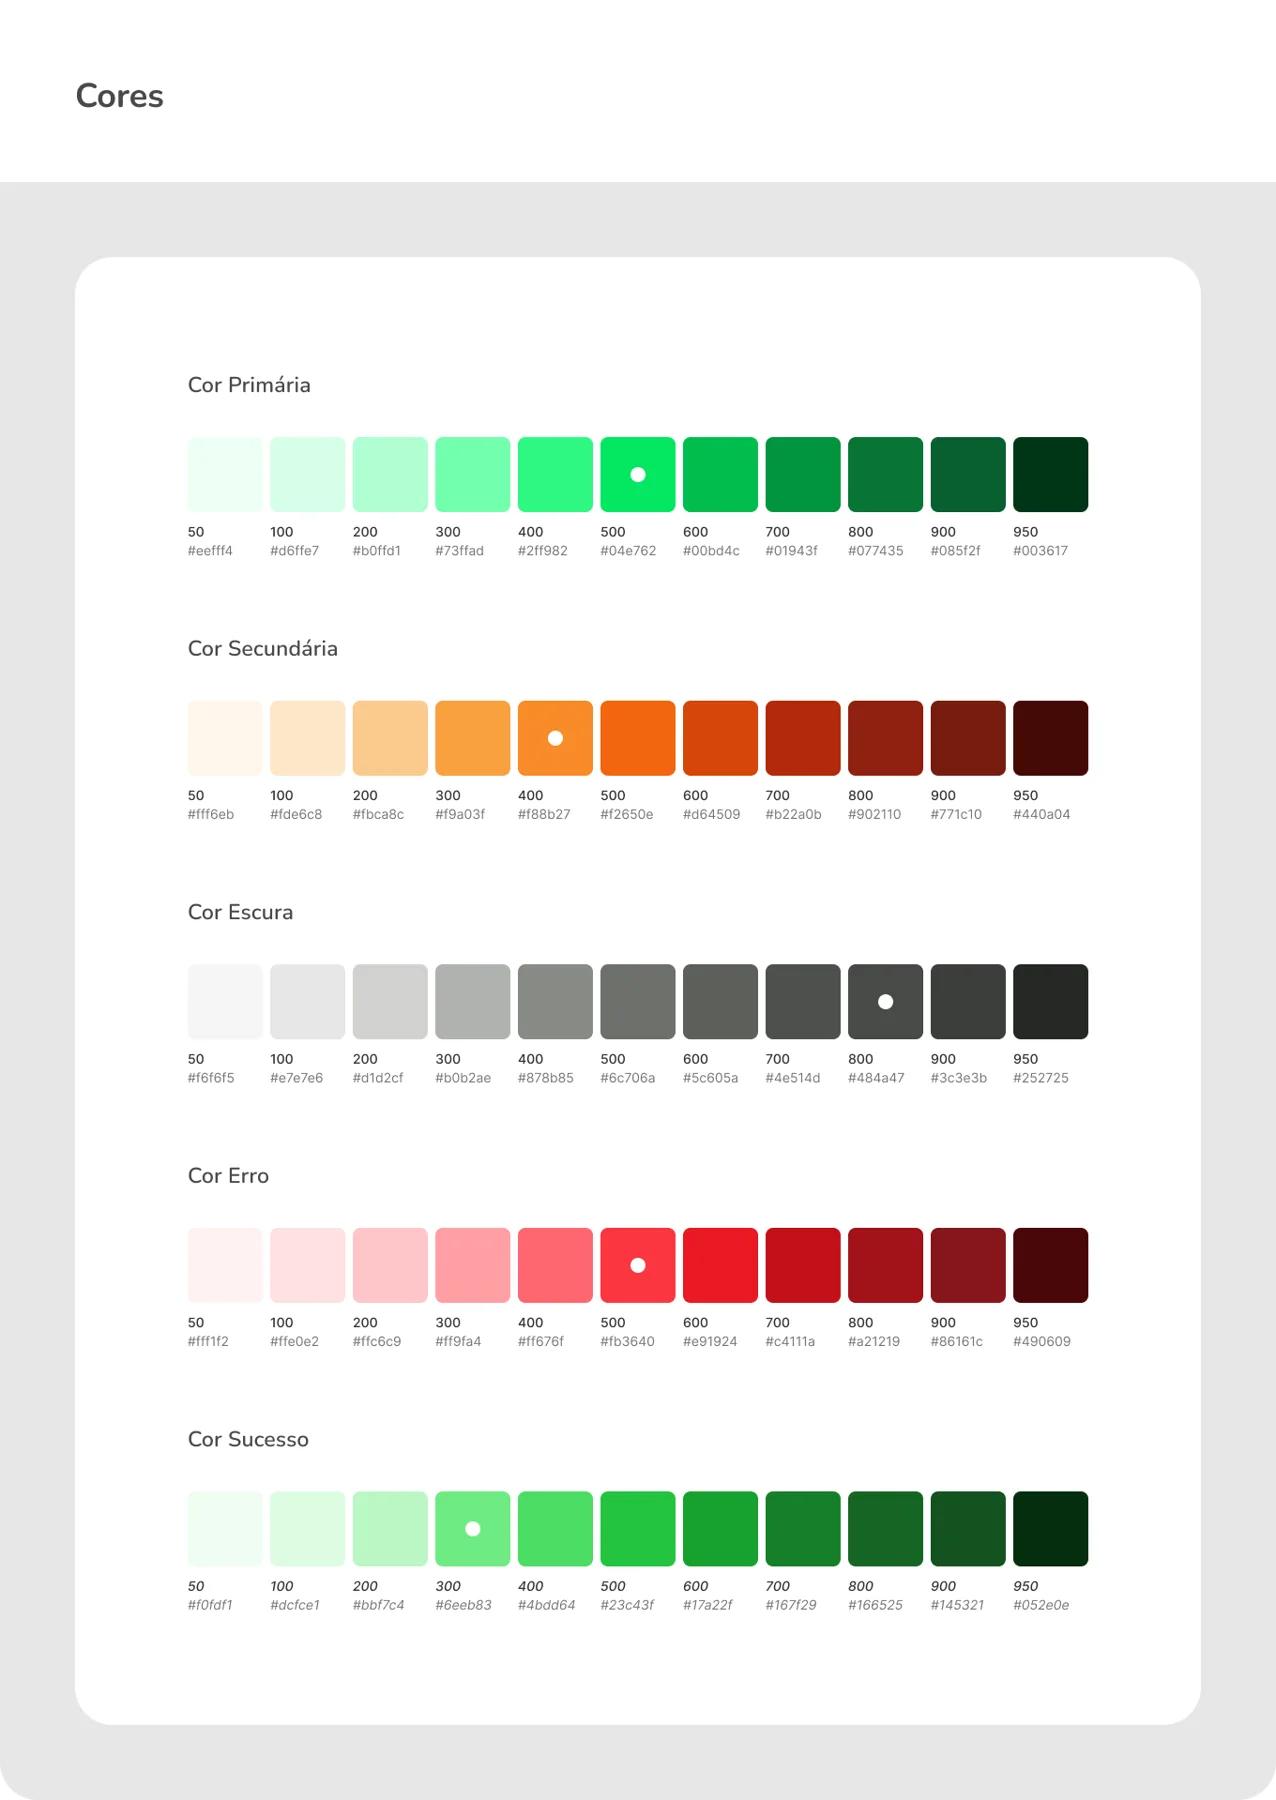 Cores
Cor Primária
50 100 200 300 400 500 600 700 800 900 950
#eefff4 #d6ffe7 #b0ffd1 #73ffad #2ff982 #04e762 #00bd4c #01943f #077435 #085f2f #003617
Cor Secundária
50 100 200 300 400 500 600 700 800 900 950
#fff6eb #fde6c8 #fbca8c #f9a03f #f88b27 #f2650e #d64509 #b22a0b #902110 #771c10 #440a04
Cor Escura
50 100 200 300 400 500 600 700 800 900 950
#f6f6f5 #e7e7e6 #d1d2cf #b0b2ae #878b85 #6c706a #5c605a #4e514d #484a47 #3c3e3b #252725
Cor Erro
50 100 200 300 400 500 600 700 800 900 950
#fff1f2 #ffe0e2 #ffc6c9 #ff9fa4 #ff676f #fb3640 #e91924 #c4111a #a21219 #86161c #490609
Cor Sucesso
50 100 200 300 400 500 600 700 800 900 950
#f0fdf1 #dcfce1 #bbf7c4 #6eeb83 #4bdd64 #23c43f #17a22f #167f29 #166525 #145321 #052e0e